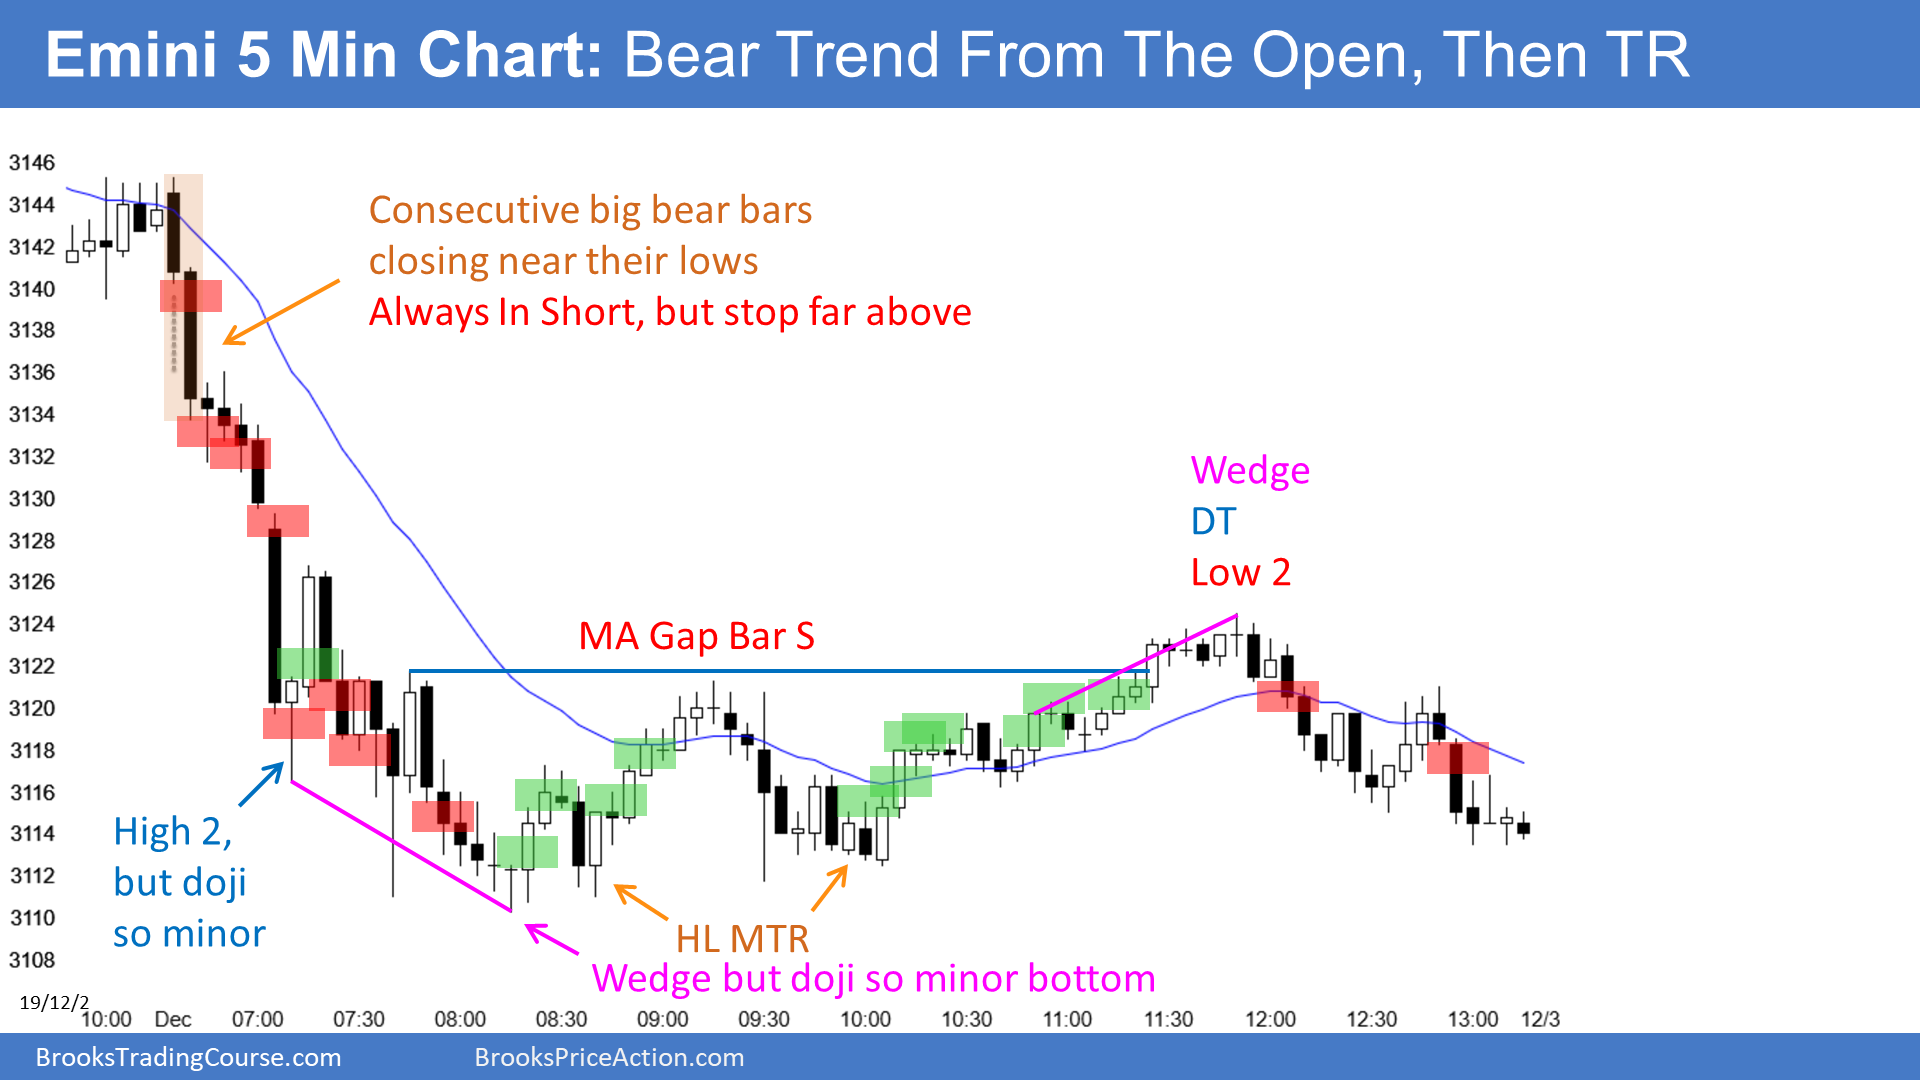 Emini 5 Min Chart: Bear Trend From The Open, Then TR
3146
3144
3142
3140
3138
3136
3134
3132
3130
3128
3126
3124
3122
3120
3118
3116
3114
3112
3110
3108
Consecutive big bear bars
closing near their lows
Always In Short, but stop far above
Wedge
DT
Low 2
MA Gap Bar S
High 2,
but doji
so minor
HL MTR
Wedge but doji so minor bottom
19/12/2
10:00 Dec 07:00 07:30 08:00 08:30 09:00 09:30 10:00 10:30 11:00 11:30 12:00 12:30 13:00 12/3
BrooksTradingCourse.com BrooksPriceAction.com